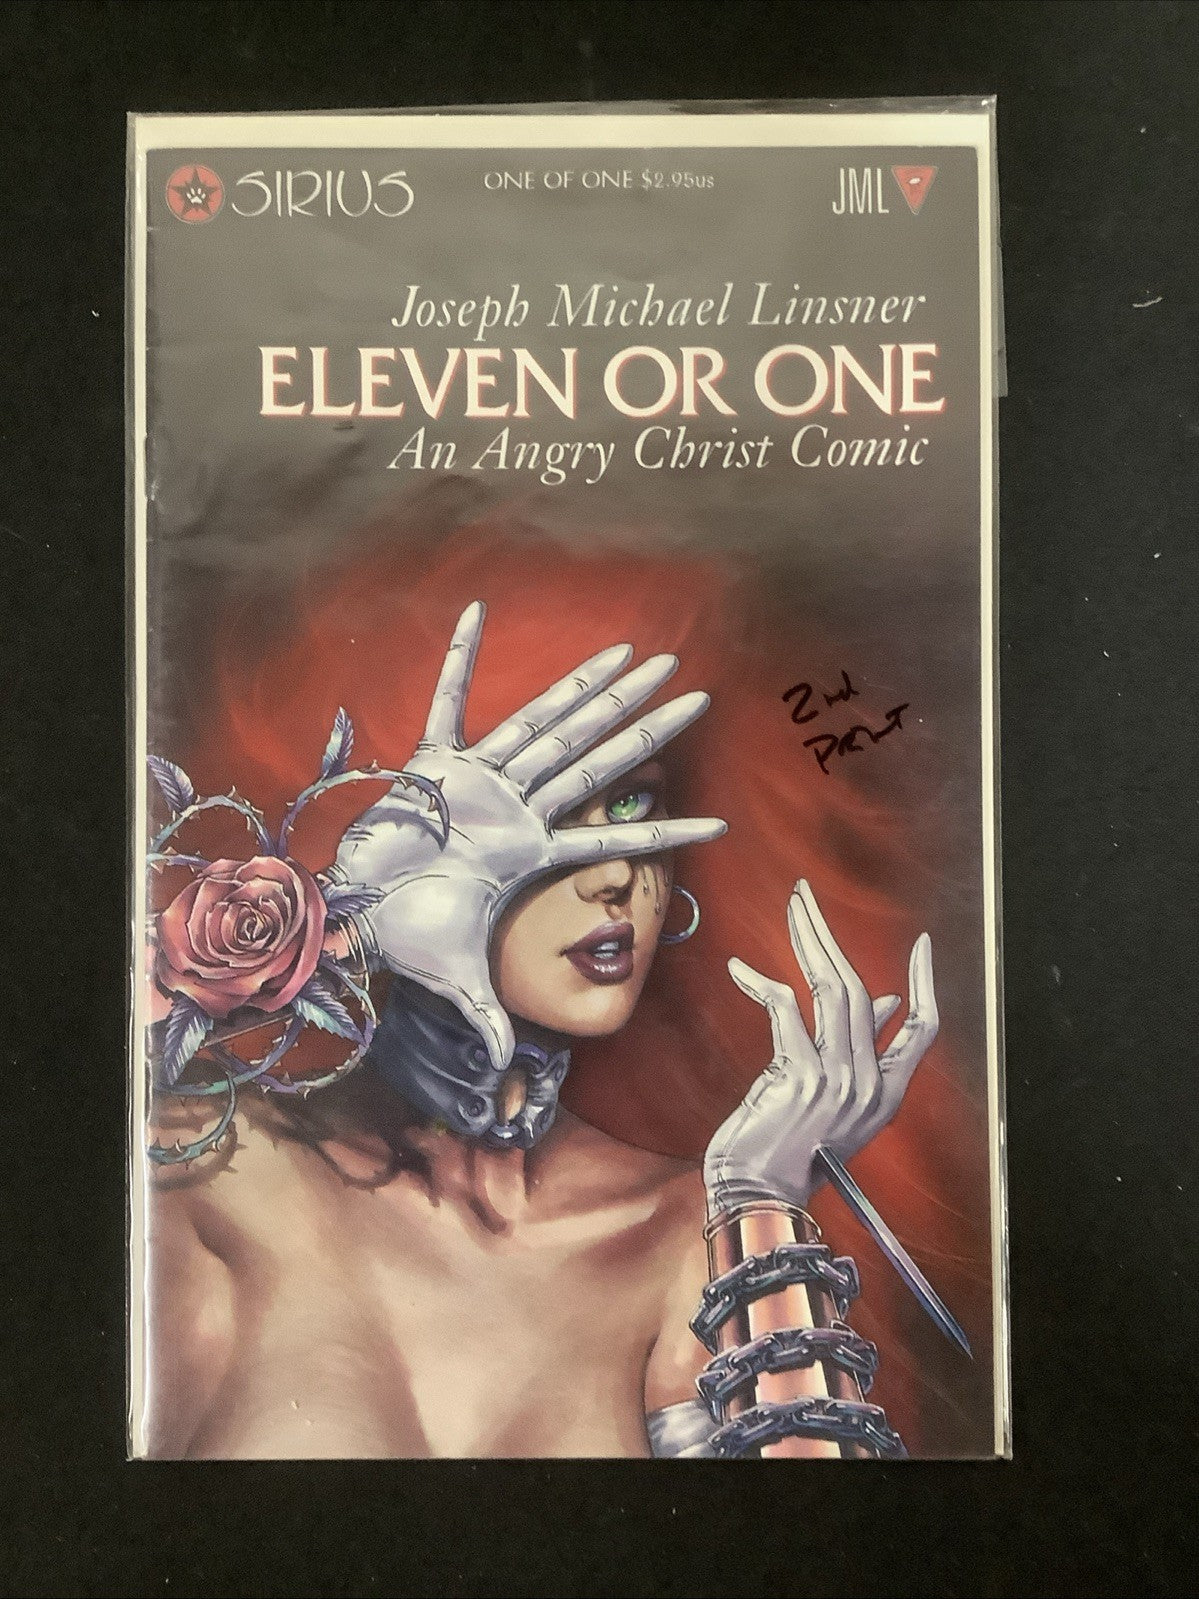 SIRIUS
ONE OF ONE $2.95us
JML
Joseph Michael Linsner
ELEVEN OR ONE
An Angry Christ Comic
2nd
PRINT